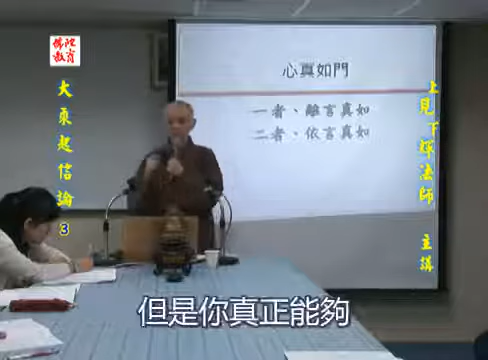 佛陀
教育
大乘起信論
3
心真如門
一者、離言真如
二者、依言真如
上見下輝法師 主講
但是你真正能夠